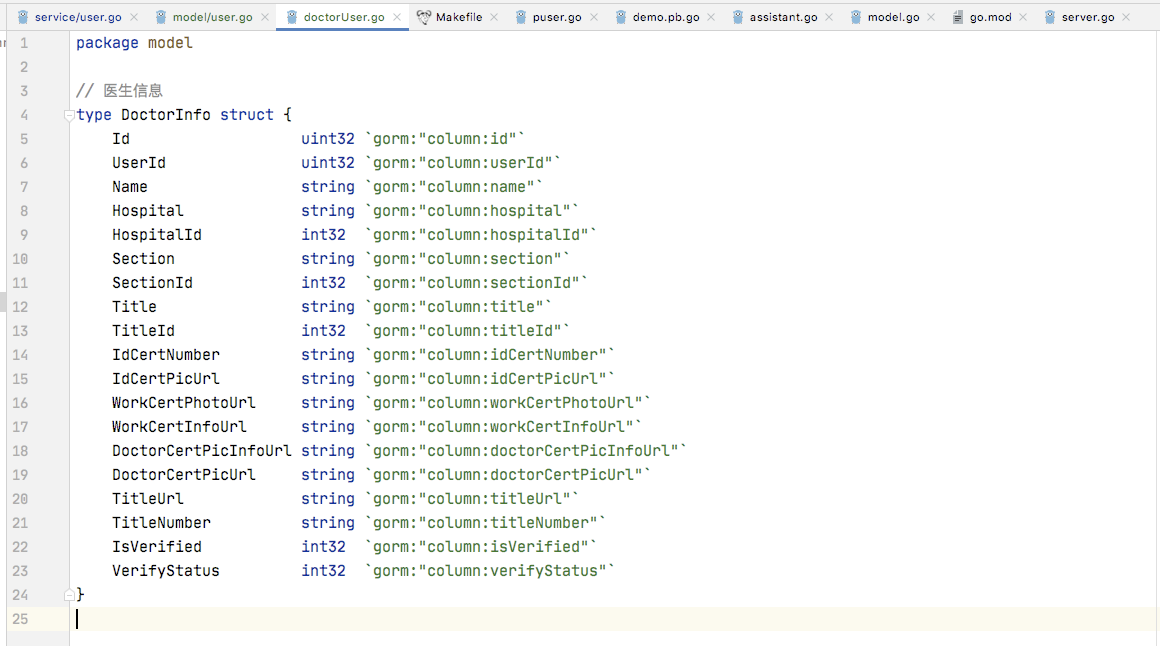 service/user.go model/user.go doctorUser.go Makefile puser.go demo.pb.go assistant.go model.go go.mod server.go
1 package model
2
3 // 医生信息
4 type DoctorInfo struct {
5 Id uint32 `gorm:"column:id"`
6 UserId uint32 `gorm:"column:userId"`
7 Name string `gorm:"column:name"`
8 Hospital string `gorm:"column:hospital"`
9 HospitalId int32 `gorm:"column:hospitalId"`
10 Section string `gorm:"column:section"`
11 SectionId int32 `gorm:"column:sectionId"`
12 Title string `gorm:"column:title"`
13 TitleId int32 `gorm:"column:titleId"`
14 IdCertNumber string `gorm:"column:idCertNumber"`
15 IdCertPicUrl string `gorm:"column:idCertPicUrl"`
16 WorkCertPhotoUrl string `gorm:"column:workCertPhotoUrl"`
17 WorkCertInfoUrl string `gorm:"column:workCertInfoUrl"`
18 DoctorCertPicInfoUrl string `gorm:"column:doctorCertPicInfoUrl"`
19 DoctorCertPicUrl string `gorm:"column:doctorCertPicUrl"`
20 TitleUrl string `gorm:"column:titleUrl"`
21 TitleNumber string `gorm:"column:titleNumber"`
22 IsVerified int32 `gorm:"column:isVerified"`
23 VerifyStatus int32 `gorm:"column:verifyStatus"`
24 }
25